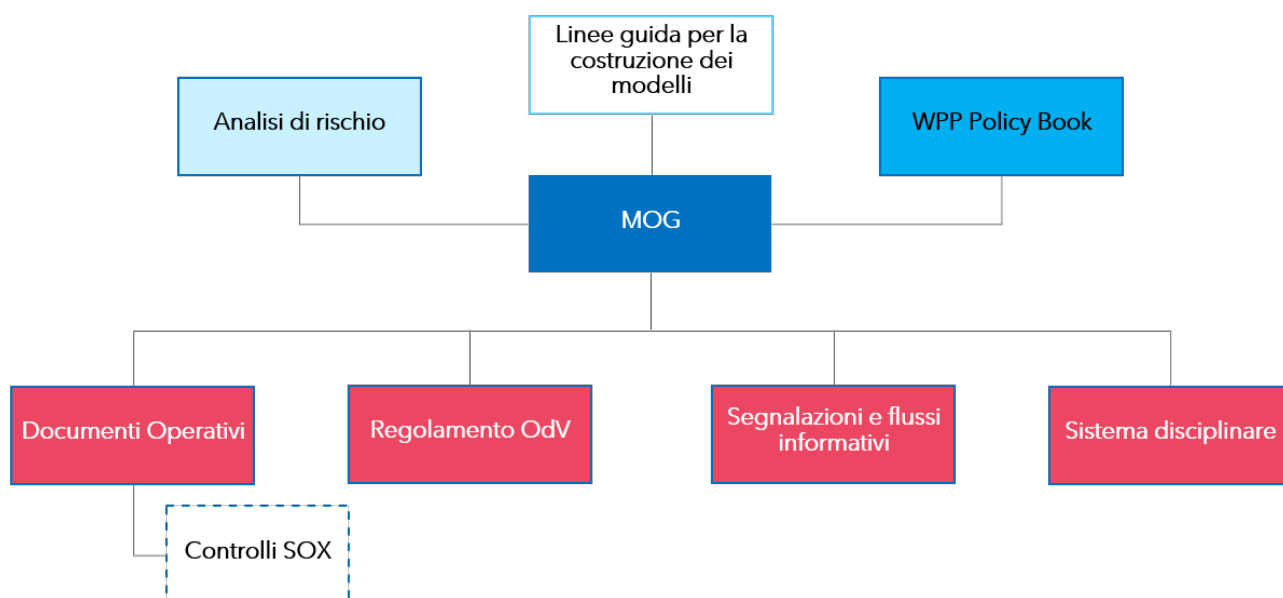 Linee guida per la
costruzione dei
modelli
Analisi di rischio
WPP Policy Book
MOG
Documenti Operativi
Regolamento OdV
Segnalazioni e flussi
informativi
Sistema disciplinare
Controlli SOX